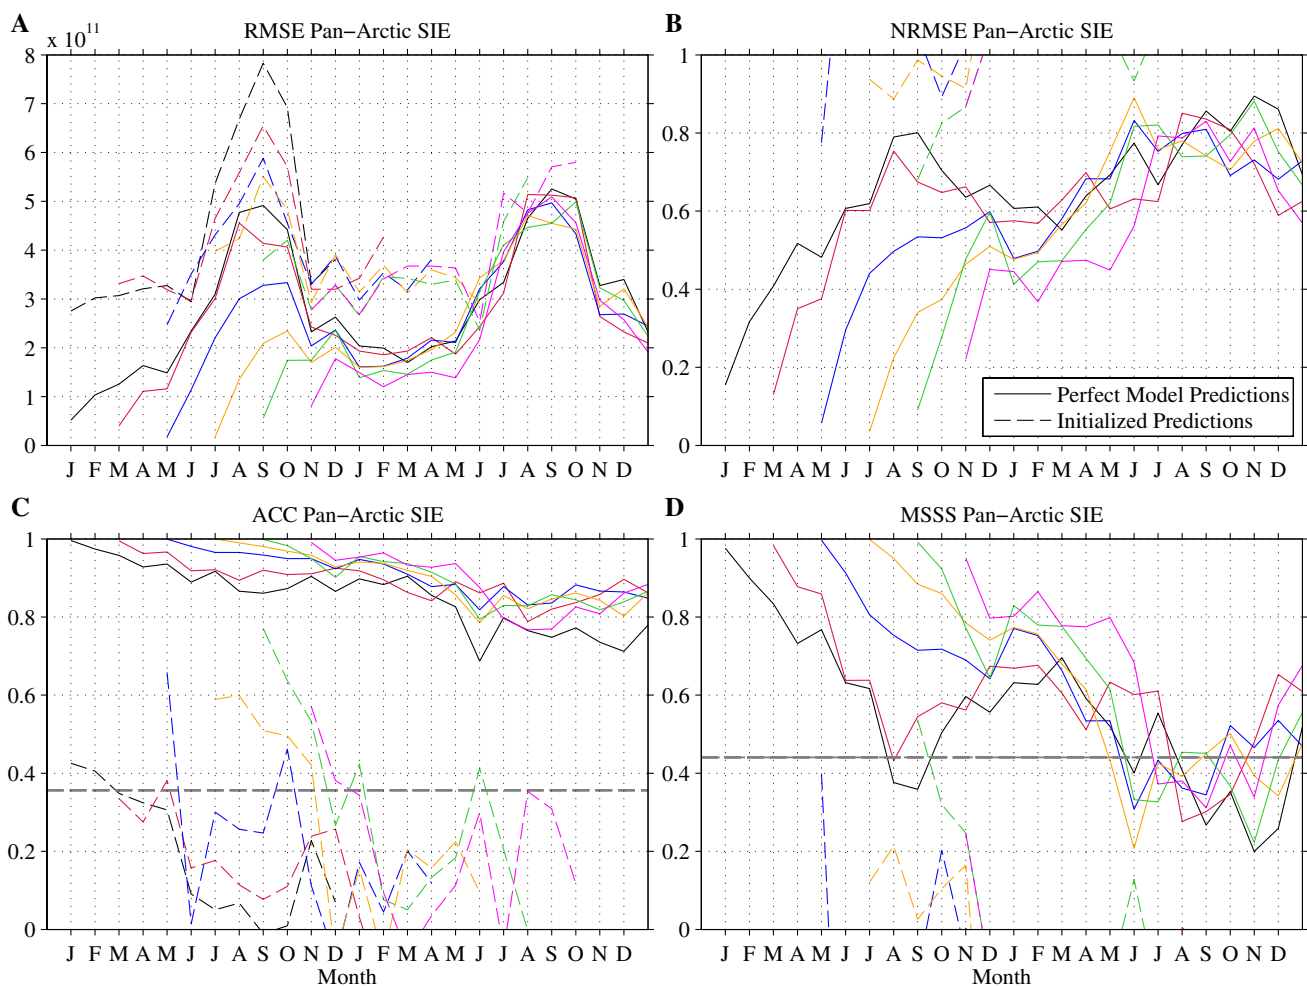 A
RMSE Pan−Arctic SIE
x 10^11
8
7
6
5
4
3
2
1
0
J F M A M J J A S O N D J F M A M J J A S O N D
B
NRMSE Pan−Arctic SIE
1
0.8
0.6
0.4
0.2
0
Perfect Model Predictions
Initialized Predictions
J F M A M J J A S O N D J F M A M J J A S O N D
C
ACC Pan−Arctic SIE
1
0.8
0.6
0.4
0.2
0
J F M A M J J A S O N D J F M A M J J A S O N D
Month
D
MSSS Pan−Arctic SIE
1
0.8
0.6
0.4
0.2
0
J F M A M J J A S O N D J F M A M J J A S O N D
Month